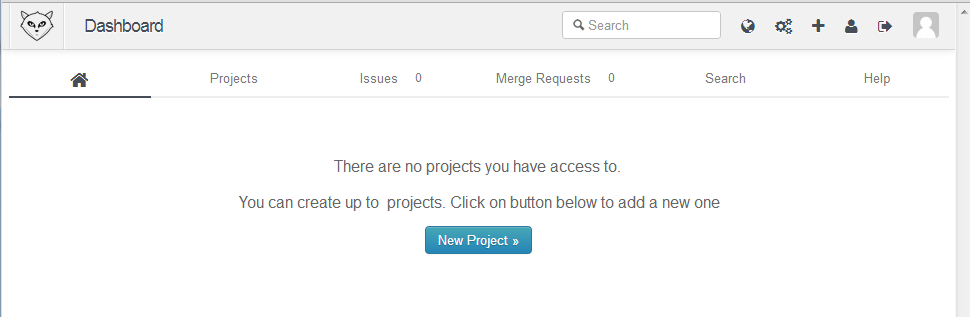 Dashboard Search
Projects Issues 0 Merge Requests 0 Search Help
There are no projects you have access to.
You can create up to  projects. Click on button below to add a new one
New Project »